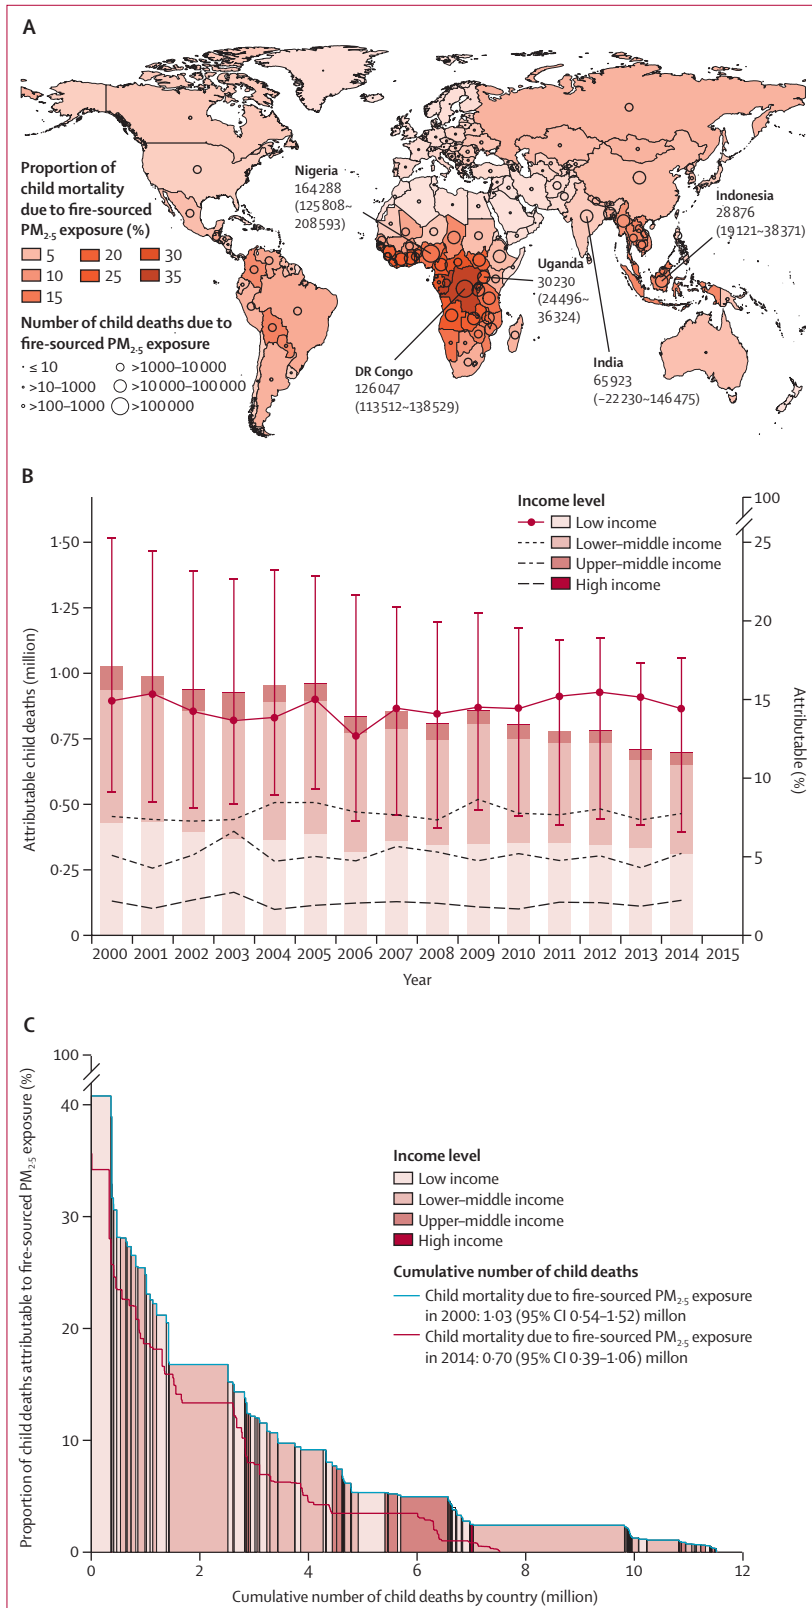 A
Proportion of
child mortality
due to fire-sourced
PM2·5 exposure (%)
5 20 30
10 25 35
15
Number of child deaths due to
fire-sourced PM2·5 exposure
≤ 10 >1000–10 000
>10–1000 >10 000–100 000
>100–1000 >100 000
Nigeria
164 288
(125 808~
208 593)
Indonesia
28 876
(19 121~38 371)
Uganda
30 230
(24 496~
36 324)
DR Congo
126 047
(113 512~138 529)
India
65 923
(–22 230~146 475)
B
Attributable child deaths (million)
1·50
1·25
1·00
0·75
0·50
0·25
0
Income level
Low income
Lower–middle income
Upper–middle income
High income
100
25
20
15
10
5
0
Attributable (%)
2000 2001 2002 2003 2004 2005 2006 2007 2008 2009 2010 2011 2012 2013 2014 2015
Year
C
Proportion of child deaths attributable to fire-sourced PM2·5 exposure (%)
100
40
30
20
10
0
Income level
Low income
Lower–middle income
Upper–middle income
High income
Cumulative number of child deaths
Child mortality due to fire-sourced PM2·5 exposure
in 2000: 1·03 (95% CI 0·54–1·52) millon
Child mortality due to fire-sourced PM2·5 exposure
in 2014: 0·70 (95% CI 0·39–1·06) millon
0 2 4 6 8 10 12
Cumulative number of child deaths by country (million)